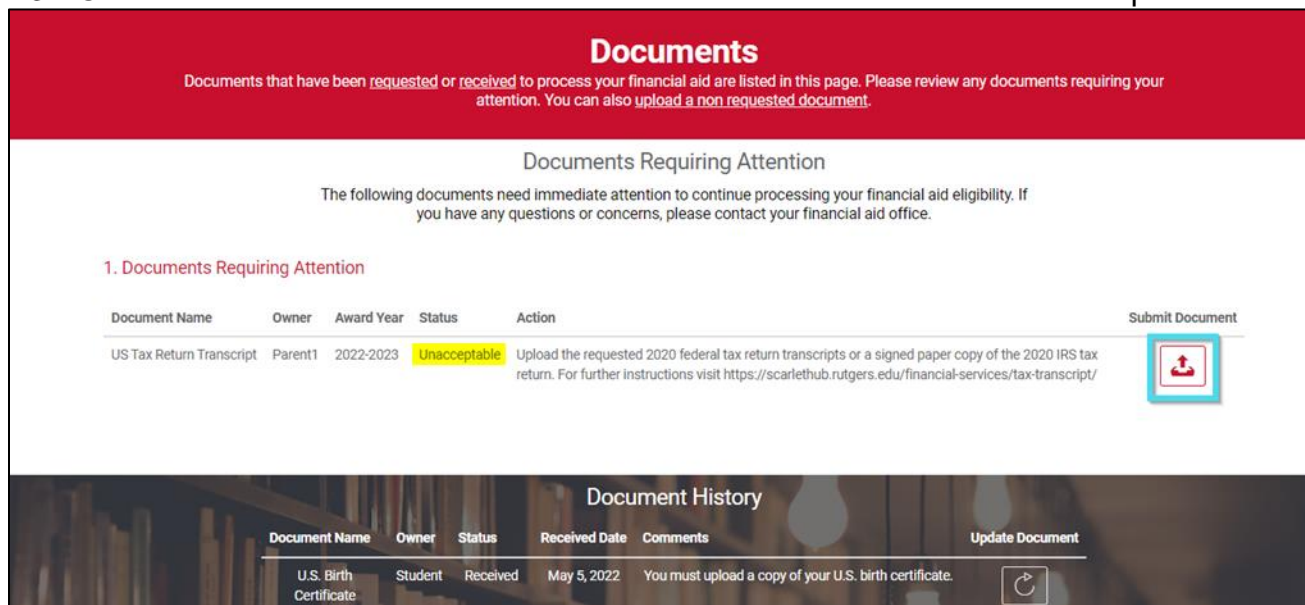 Documents
Documents that have been requested or received to process your financial aid are listed in this page. Please review any documents requiring your
attention. You can also upload a non requested document.
Documents Requiring Attention
The following documents need immediate attention to continue processing your financial aid eligibility. If
you have any questions or concerns, please contact your financial aid office.
1. Documents Requiring Attention
Document Name Owner Award Year Status Action Submit Document
US Tax Return Transcript Parent1 2022-2023 Unacceptable Upload the requested 2020 federal tax return transcripts or a signed paper copy of the 2020 IRS tax
return. For further instructions visit https://scarlethub.rutgers.edu/financial-services/tax-transcript/
Document History
Document Name Owner Status Received Date Comments Update Document
U.S. Birth Student Received May 5, 2022 You must upload a copy of your U.S. birth certificate.
Certificate